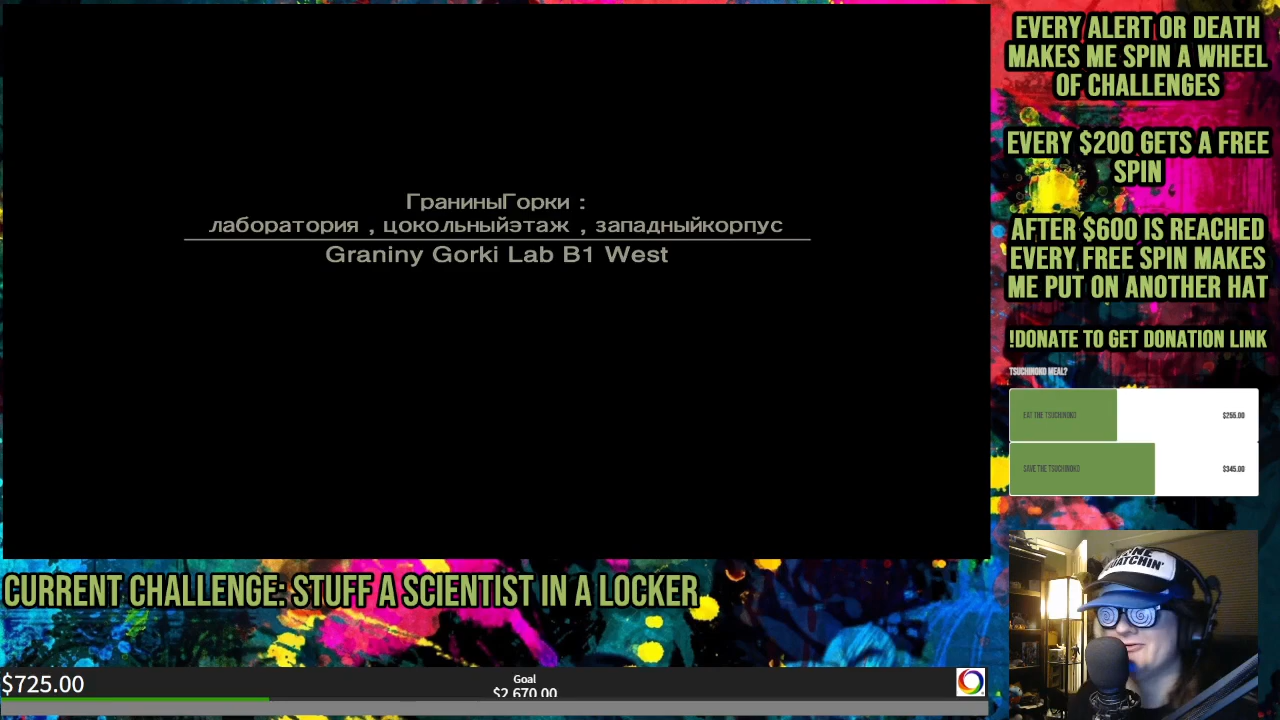 ГраниныГорки :
лаборатория , цокольныйэтаж , западныйкорпус
Graniny Gorki Lab B1 West
EVERY ALERT OR DEATH
MAKES ME SPIN A WHEEL
OF CHALLENGES
EVERY $200 GETS A FREE
SPIN
AFTER $600 IS REACHED
EVERY FREE SPIN MAKES
ME PUT ON ANOTHER HAT
!DONATE TO GET DONATION LINK
TSUCHINOKO MEAL?
EAT THE TSUCHINOKO $255.00
SAVE THE TSUCHINOKO $345.00
CURRENT CHALLENGE: STUFF A SCIENTIST IN A LOCKER
$725.00
Goal
$2,670.00